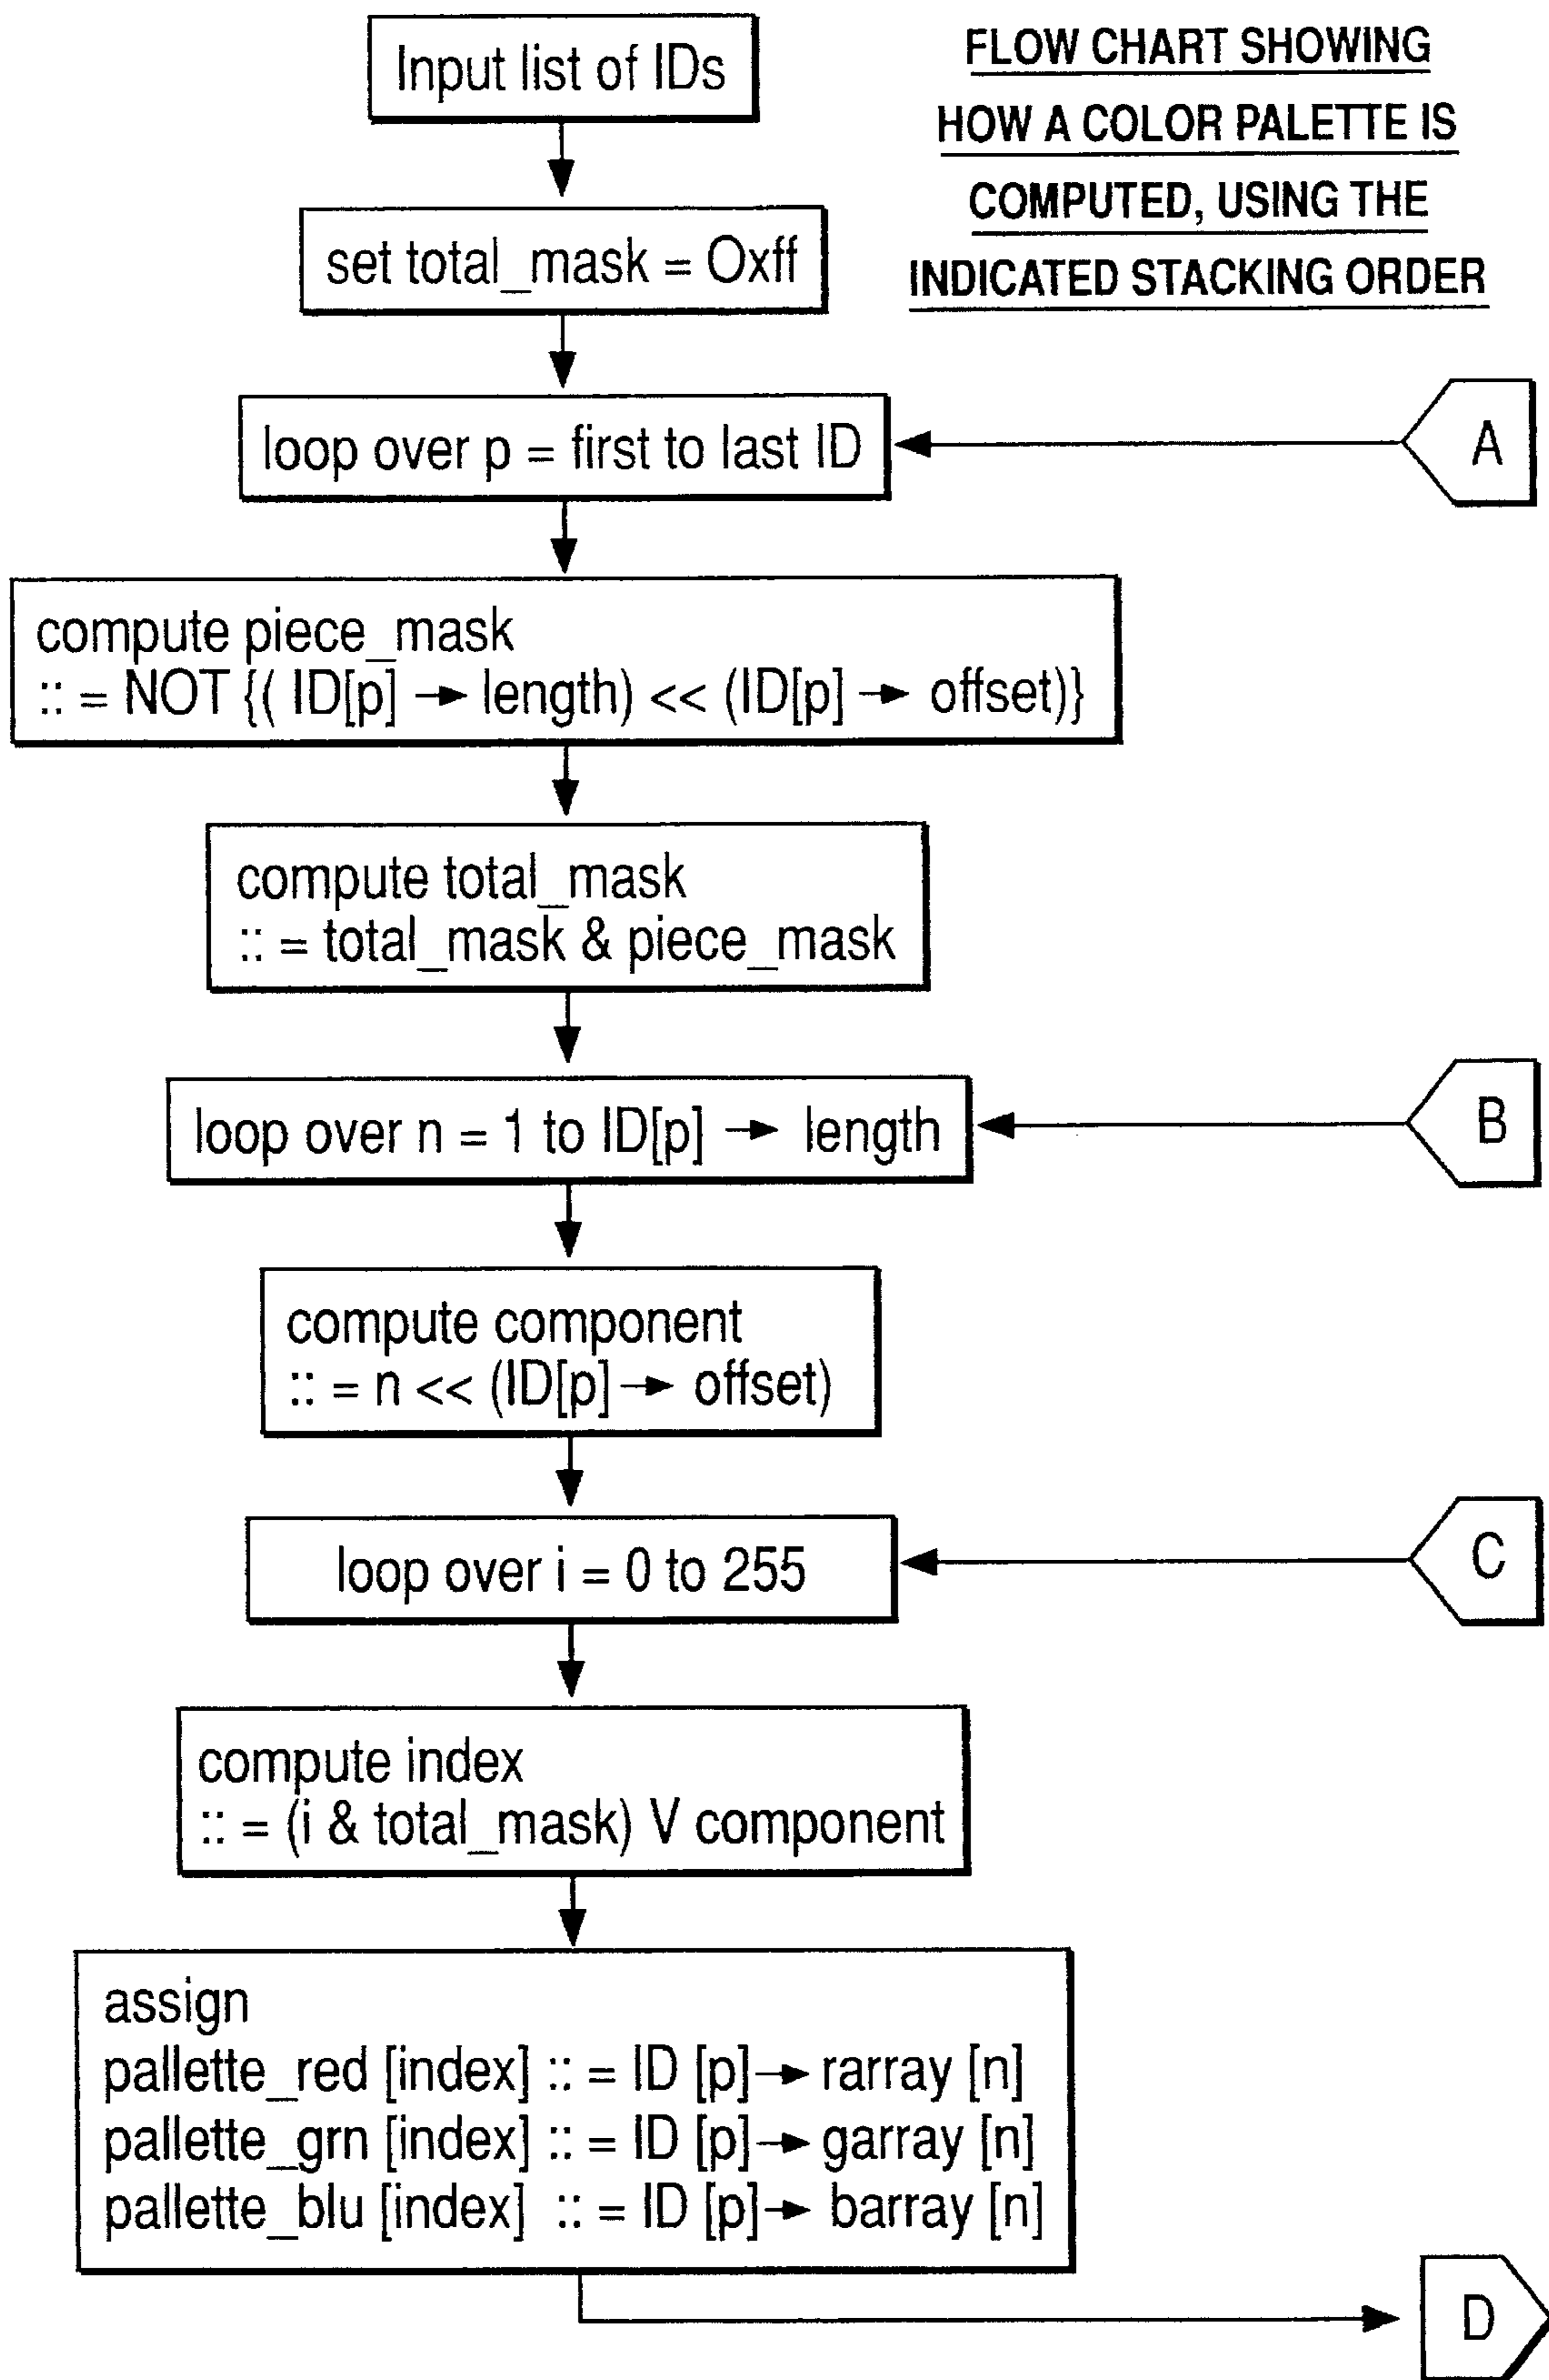 Input list of IDs
FLOW CHART SHOWING
HOW A COLOR PALETTE IS
COMPUTED, USING THE
INDICATED STACKING ORDER
set total_mask = Oxff
loop over p = first to last ID
A
compute piece_mask
:: = NOT {( ID[p] → length) << (ID[p] → offset)}
compute total_mask
:: = total_mask & piece_mask
loop over n = 1 to ID[p] → length
B
compute component
:: = n << (ID[p] → offset)
loop over i = 0 to 255
C
compute index
:: = (i & total_mask) V component
assign
pallette_red [index] :: = ID [p]→ rarray [n]
pallette_grn [index] :: = ID [p]→ garray [n]
pallette_blu [index] :: = ID [p]→ barray [n]
D